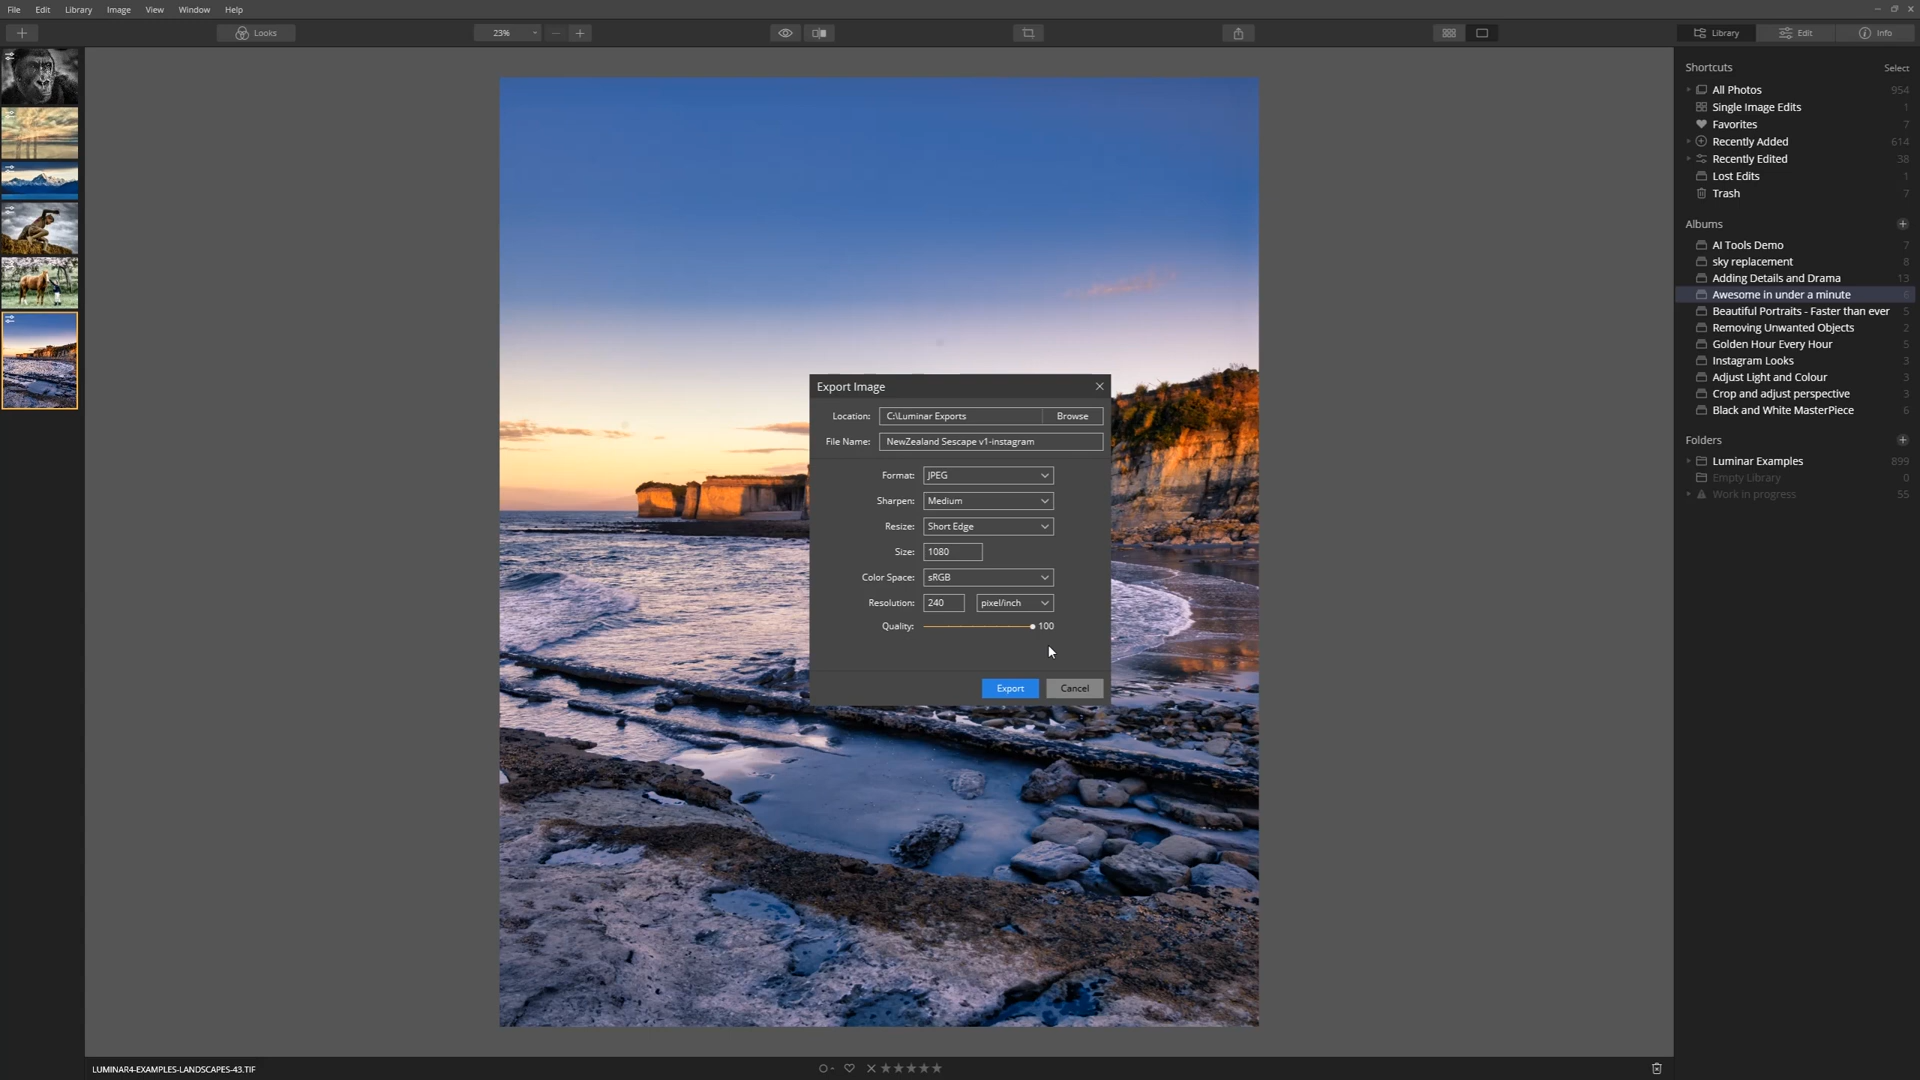 File Edit Library Image View Window Help
Looks 23% Library Edit Info
Shortcuts Select
All Photos 954
Single Image Edits 1
Favorites 7
Recently Added 614
Recently Edited 38
Lost Edits 1
Trash 7
Albums
AI Tools Demo 7
sky replacement 8
Adding Details and Drama 13
Awesome in under a minute 6
Beautiful Portraits - Faster than ever 5
Removing Unwanted Objects 2
Golden Hour Every Hour 5
Instagram Looks 3
Adjust Light and Colour 3
Crop and adjust perspective 3
Black and White MasterPiece 6
Folders
Luminar Examples 899
Empty Library 0
Work in progress 55
Export Image
Location: C:\Luminar Exports Browse
File Name: NewZealand Sescape v1-instagram
Format: JPEG
Sharpen: Medium
Resize: Short Edge
Size: 1080
Color Space: sRGB
Resolution: 240 pixel/inch
Quality: 100
Export Cancel
LUMINAR4-EXAMPLES-LANDSCAPES-43.TIF